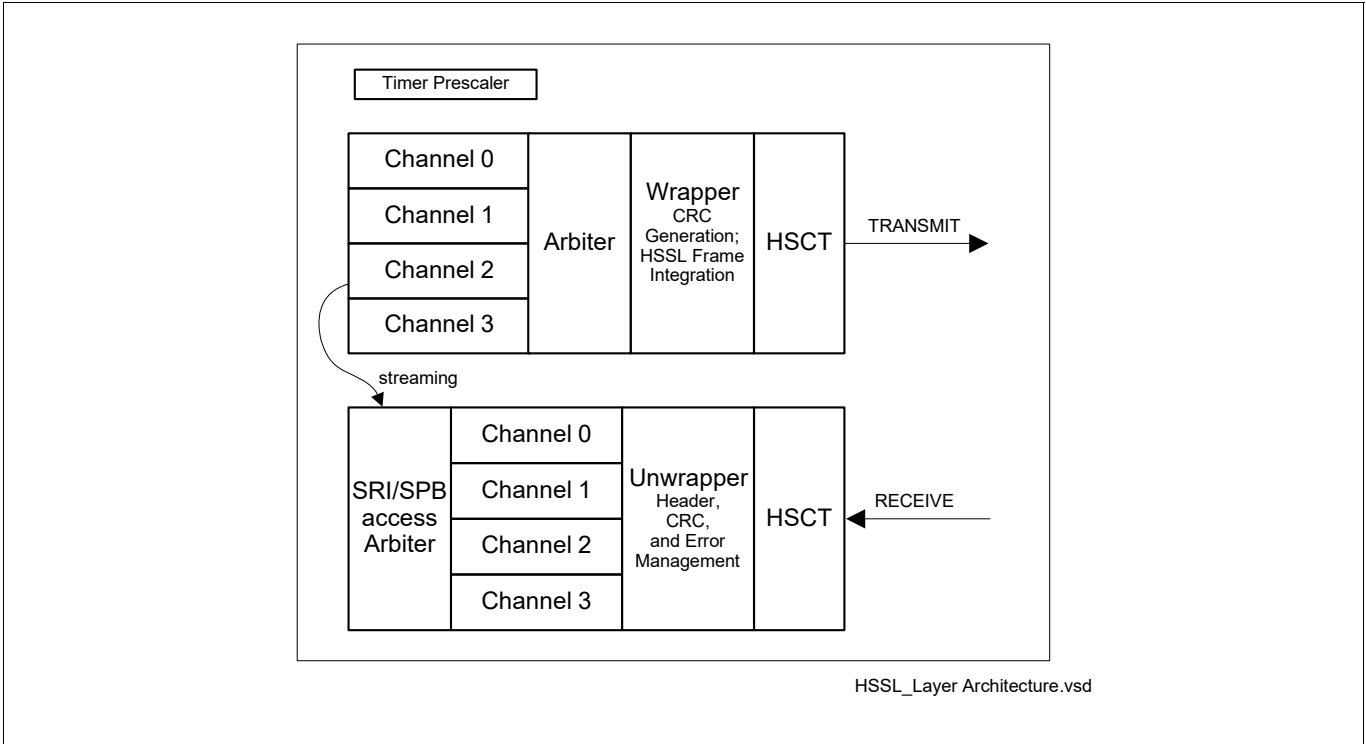 Timer Prescaler
Channel 0
Channel 1
Channel 2
Channel 3
Arbiter
Wrapper
CRC
Generation;
HSSL Frame
Integration
HSCT
TRANSMIT
streaming
SRI/SPB
access
Arbiter
Channel 0
Channel 1
Channel 2
Channel 3
Unwrapper
Header,
CRC,
and Error
Management
HSCT
RECEIVE
HSSL_Layer Architecture.vsd